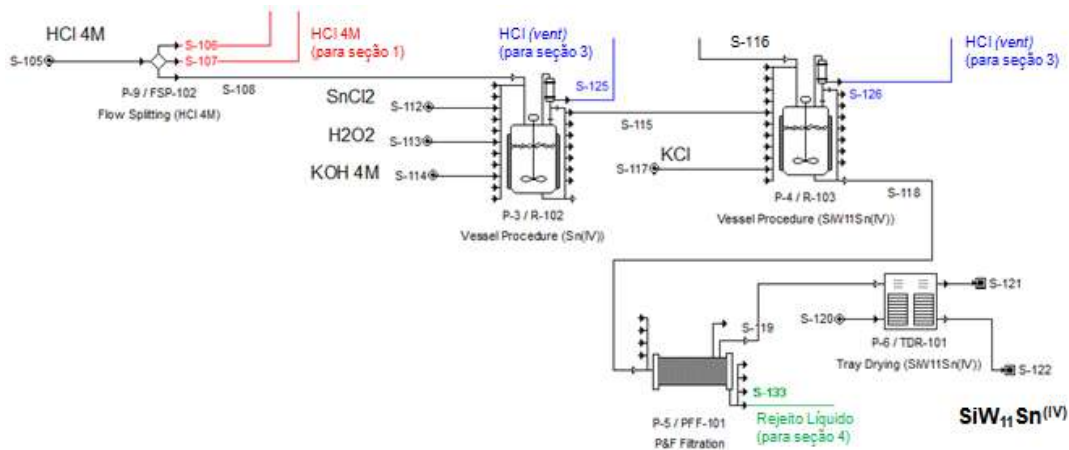 HCl 4M
S-105
S-106
S-107
HCl 4M
(para seção 1)
P-9 / FSP-102
Flow Splitting (HCl 4M)
S-108
HCl (vent)
(para seção 3)
S-125
SnCl2
S-112
H2O2
S-113
KOH 4M
S-114
P-3 / R-102
Vessel Procedure (Sn(IV))
S-115
S-116
HCl (vent)
(para seção 3)
S-126
KCl
S-117
P-4 / R-103
Vessel Procedure (SiW11Sn(IV))
S-118
S-119
S-120
S-121
P-6 / TDR-101
Tray Drying (SiW11Sn(IV))
S-122
S-133
Rejeito Líquido
(para seção 4)
P-5 / PFF-101
P&F Filtration
SiW₁₁Sn⁽ᴵⱽ⁾